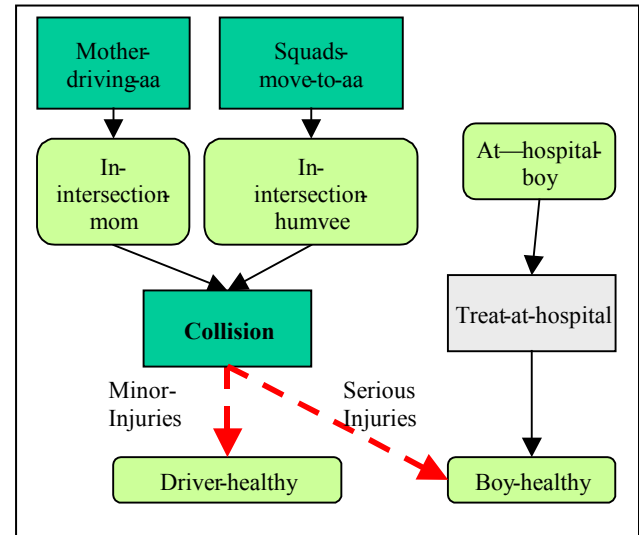 Mother-
driving-aa
Squads-
move-to-aa
In-
intersection-
mom
In-
intersection-
humvee
At—hospital-
boy
Collision
Treat-at-hospital
Minor-
Injuries
Serious
Injuries
Driver-healthy
Boy-healthy